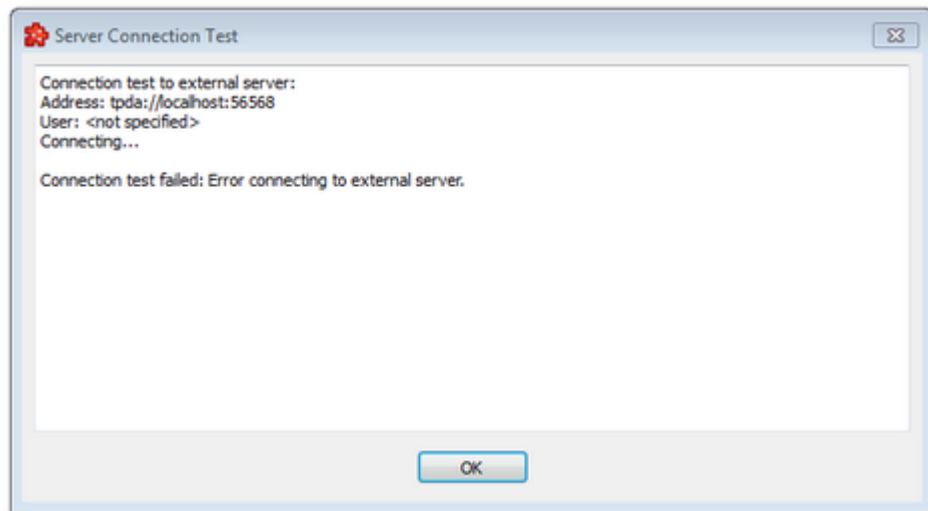 Server Connection Test
Connection test to external server:
Address: tpda://localhost:56568
User: <not specified>
Connecting...
Connection test failed: Error connecting to external server.
OK